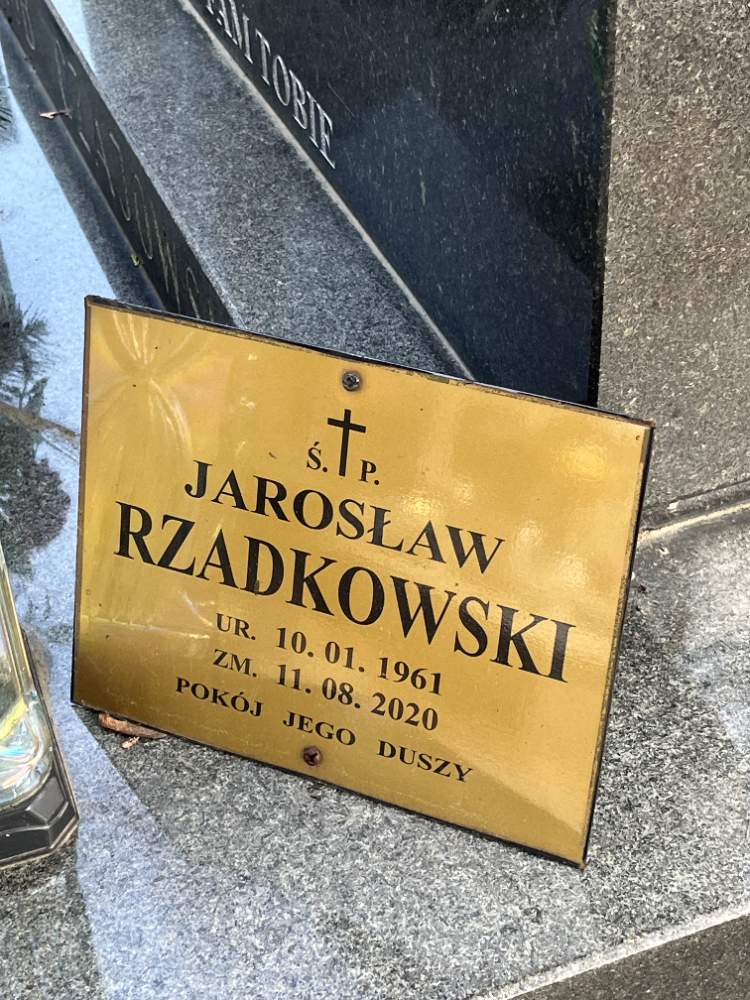 TOBIE
Ś. P.
JAROSŁAW
RZADKOWSKI
UR. 10. 01. 1961
ZM. 11. 08. 2020
POKÓJ JEGO DUSZY